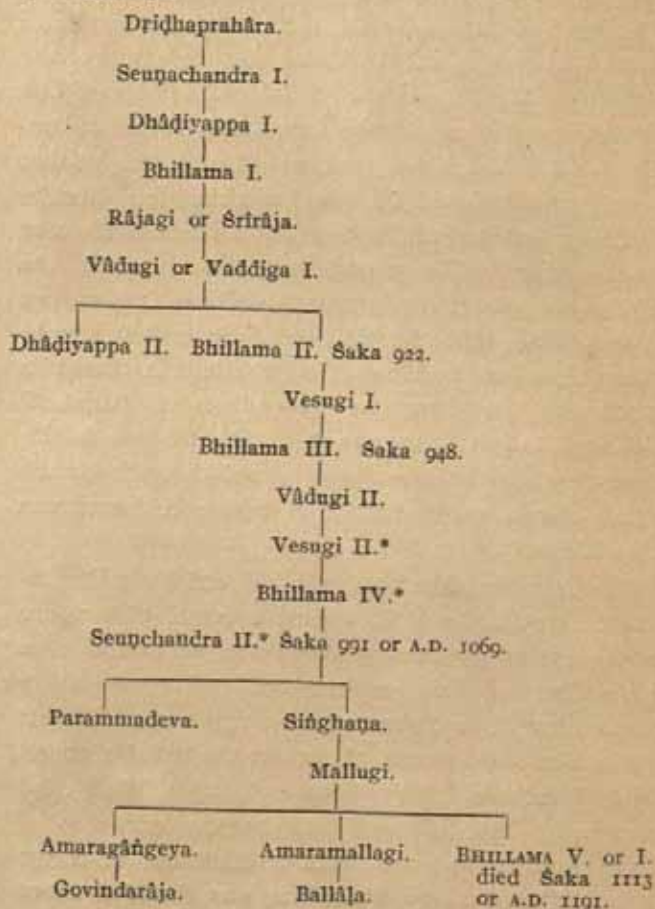 Dṛiḍhaprahâra.
Seuṇachandra I.
Dhâḍiyappa I.
Bhillama I.
Râjagi or Śrîrâja.
Vâdugi or Vaddiga I.
Dhâḍiyappa II. Bhillama II. Śaka 922.
Vesugi I.
Bhillama III. Śaka 948.
Vâdugi II.
Vesugi II.*
Bhillama IV.*
Seuṇchandra II.* Śaka 991 or A.D. 1069.
Parammadeva. Siṅghaṇa.
Mallugi.
Amaragâṅgeya. Amaramallagi. BHILLAMA V. or I.
died Śaka 1113
Govindarâja. Ballâḷa. or A.D. 1191.